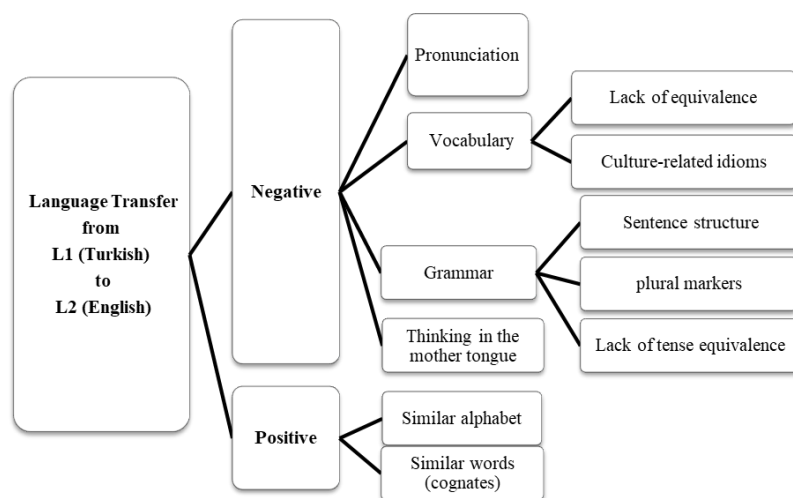 Language Transfer
from
L1 (Turkish)
to
L2 (English)
Negative
Pronunciation
Vocabulary
Lack of equivalence
Culture-related idioms
Grammar
Sentence structure
plural markers
Lack of tense equivalence
Thinking in the
mother tongue
Positive
Similar alphabet
Similar words
(cognates)